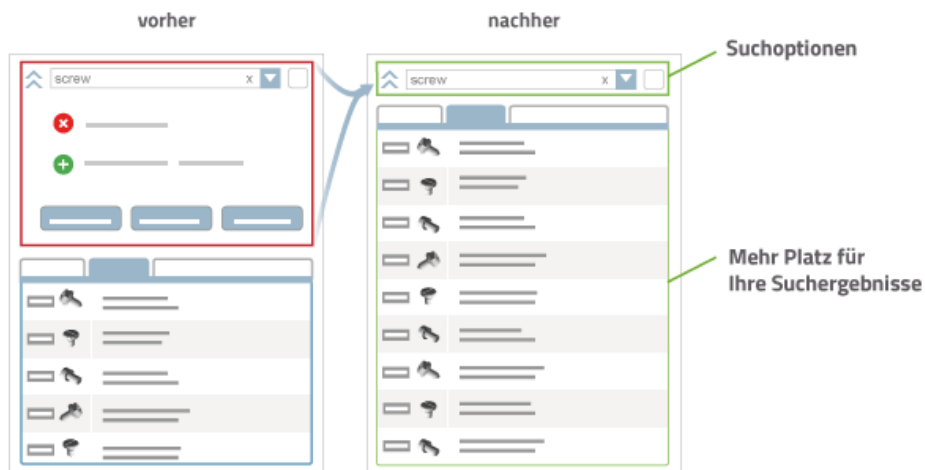 vorher
nachher
Suchoptionen
screw x
screw x
Mehr Platz für
Ihre Suchergebnisse